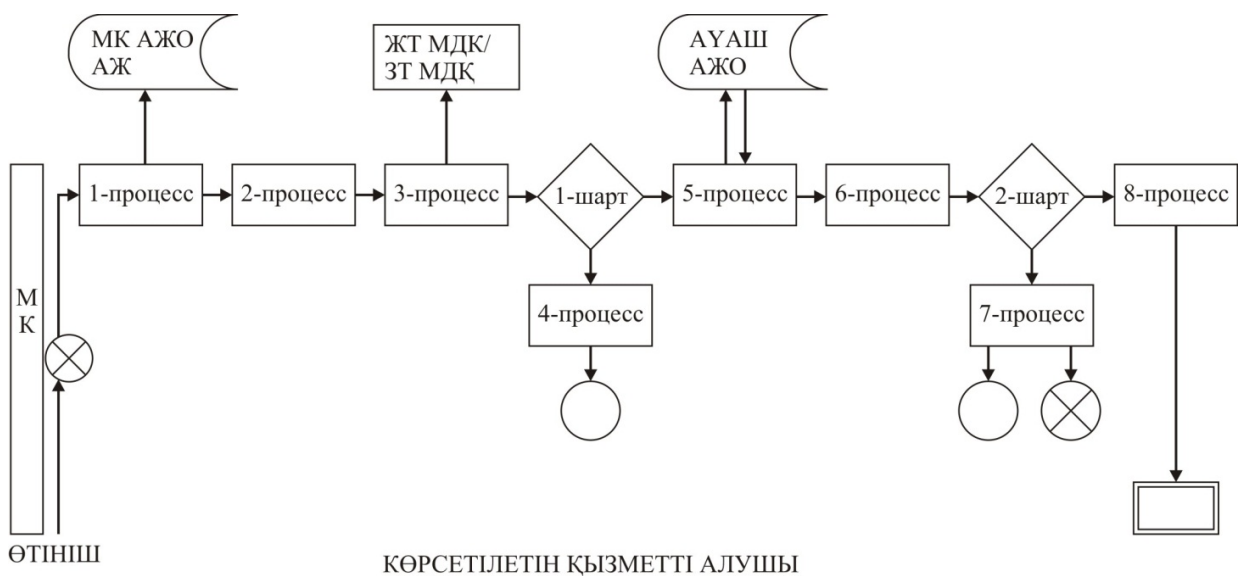 МК АЖО
АЖ
ЖТ МДК/
ЗТ МДҚ
АҮАШ
АЖО
1-процесс
2-процесс
3-процесс
1-шарт
5-процесс
6-процесс
2-шарт
8-процесс
М
К
4-процесс
7-процесс
ӨТІНІШ
КӨРСЕТІЛЕТІН ҚЫЗМЕТТІ АЛУШЫ